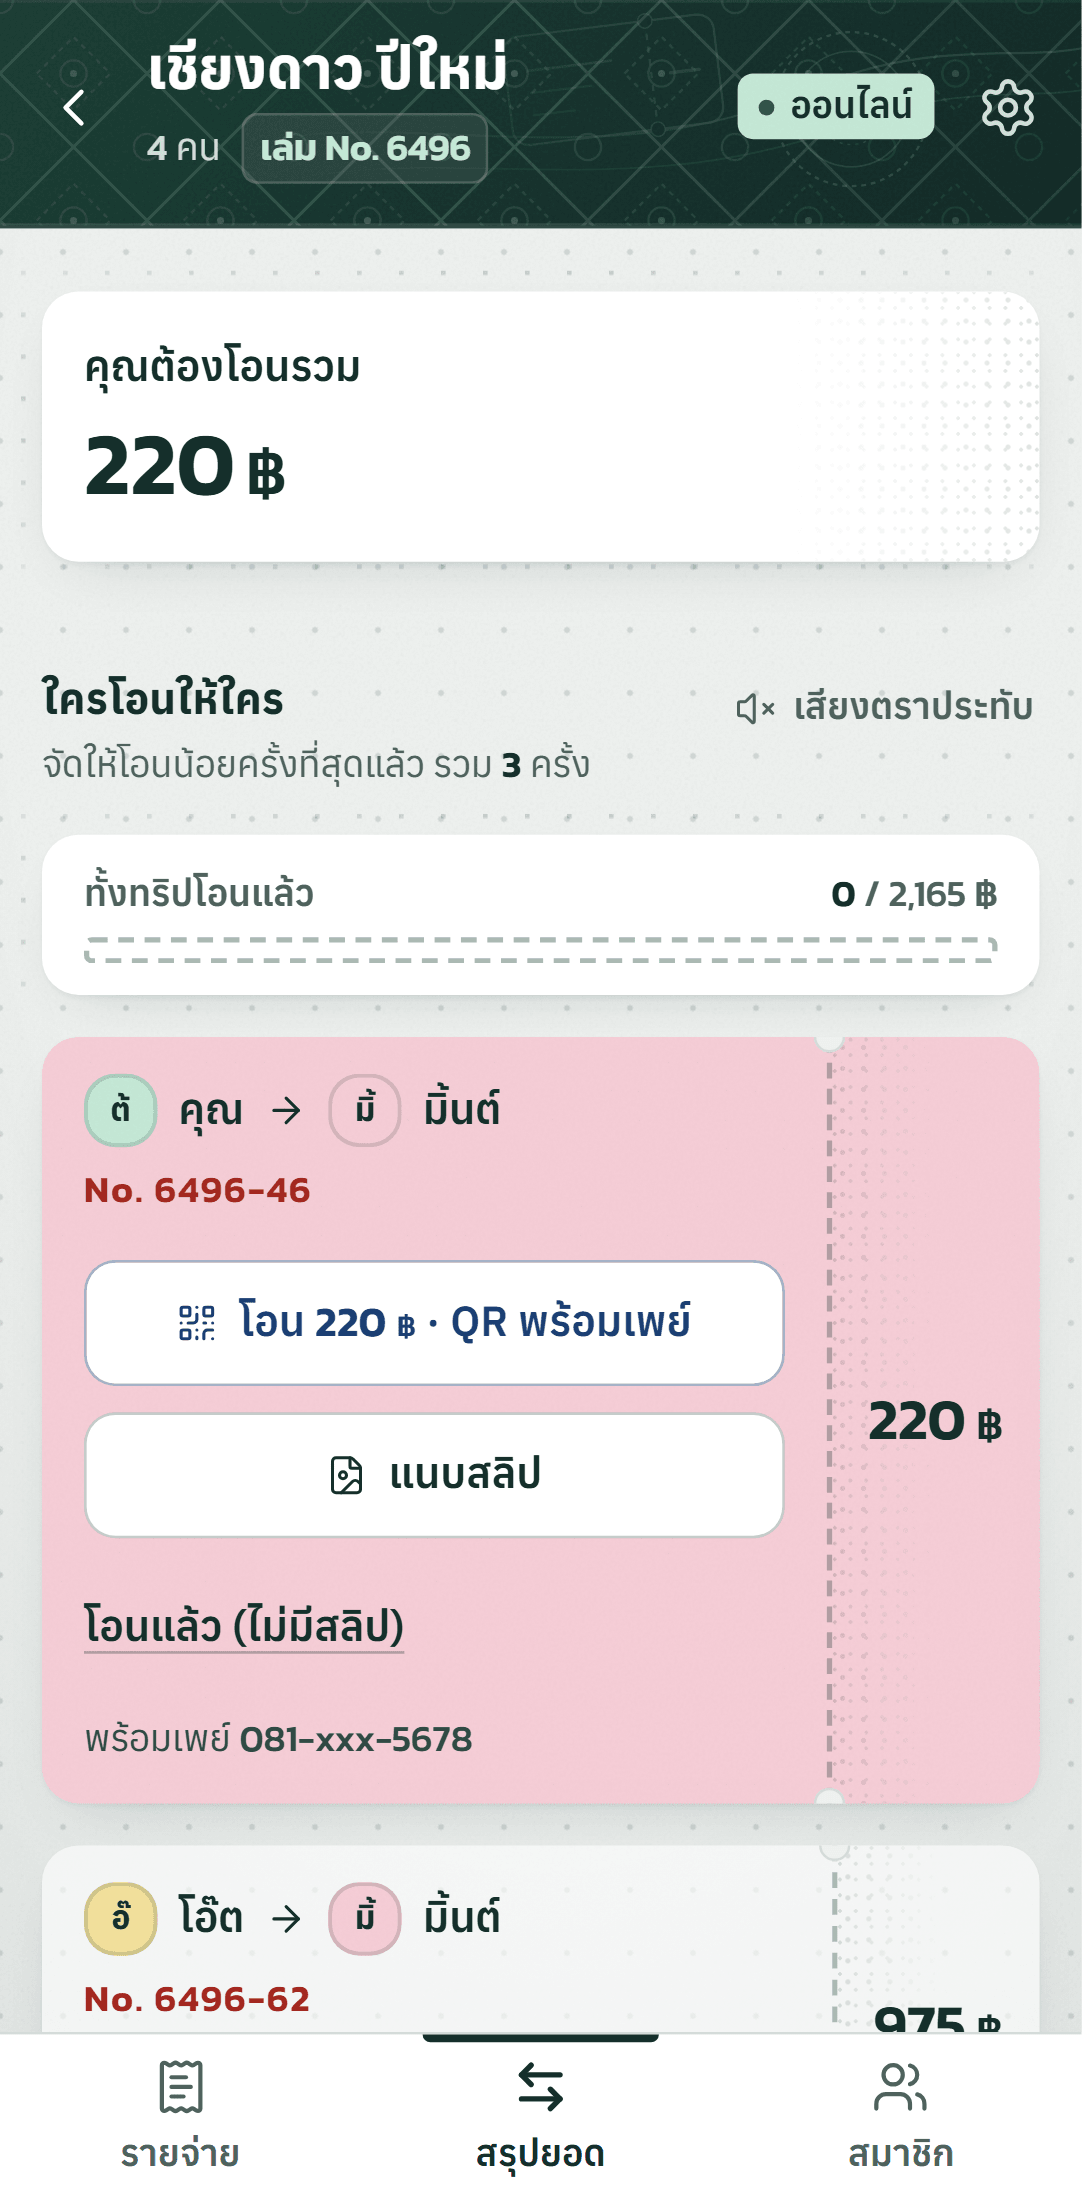 เชียงดาว ปีใหม่
4 คน เล่ม No. 6496
ออนไลน์
คุณต้องโอนรวม
220 ฿
ใครโอนให้ใคร
เสียงตราประทับ
จัดให้โอนน้อยครั้งที่สุดแล้ว รวม 3 ครั้ง
ทั้งทริปโอนแล้ว
0 / 2,165 ฿
ต้ คุณ → มิ้ มิ้นต์
No. 6496-46
โอน 220 ฿ · QR พร้อมเพย์
220 ฿
แนบสลิป
โอนแล้ว (ไม่มีสลิป)
พร้อมเพย์ 081-xxx-5678
อ๊ โอ๊ต → มิ้ มิ้นต์
No. 6496-62
975 ฿
รายจ่าย
สรุปยอด
สมาชิก